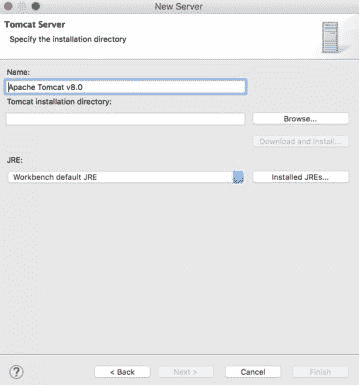 New Server
Tomcat Server
Specify the installation directory
Name:
Apache Tomcat v8.0
Tomcat installation directory:
Browse...
Download and Install...
JRE:
Workbench default JRE
Installed JREs...
?
< Back
Next >
Cancel
Finish